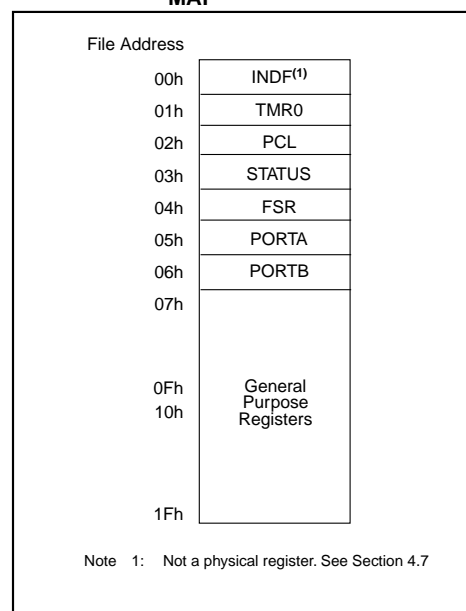 MAP
File Address
00h INDF(1)
01h TMR0
02h PCL
03h STATUS
04h FSR
05h PORTA
06h PORTB
07h
0Fh General
Purpose
10h Registers
1Fh
Note 1: Not a physical register. See Section 4.7